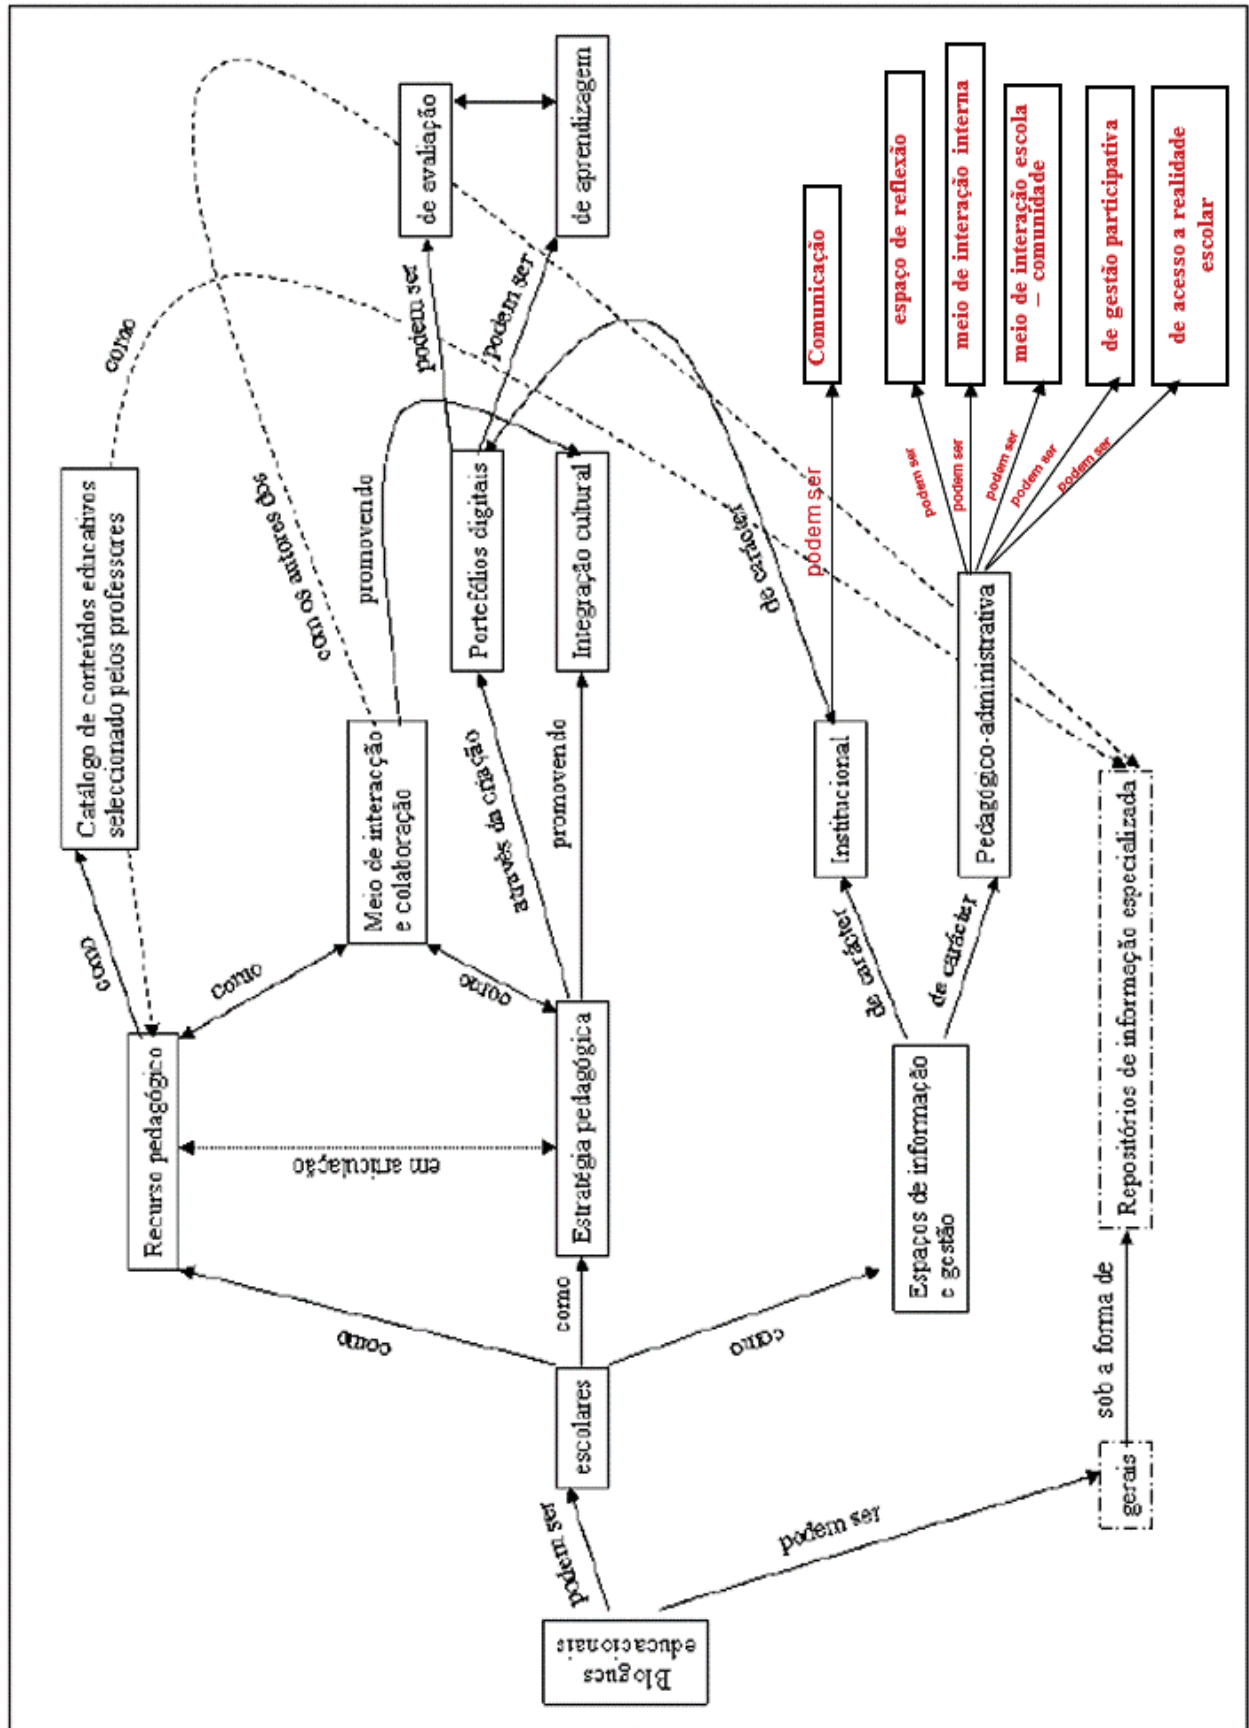 Blogues
educacionais
podem ser
podem ser
escolares
gerais
como
como
como
sob a forma de
Recurso pedagógico
em articulação
Estratégia pedagógica
Espaços de informação
e gestão
Repositórios de informação especializada
como
Como
como
através da criação
promovendo
de carácter
de carácter
Catálogo de conteúdos educativos
seleccionado pelos professores
Meio de interacção
e colaboração
Portefólios digitais
Integração cultural
Institucional
Pedagógico-administrativa
como
com os autores dos
promovendo
podem ser
Podem ser
de carácter
podem ser
podem ser
podem ser
podem ser
podem ser
podem ser
de avaliação
de aprendizagem
Comunicação
espaço de reflexão
meio de interação interna
meio de interação escola
– comunidade
de gestão participativa
de acesso a realidade
escolar